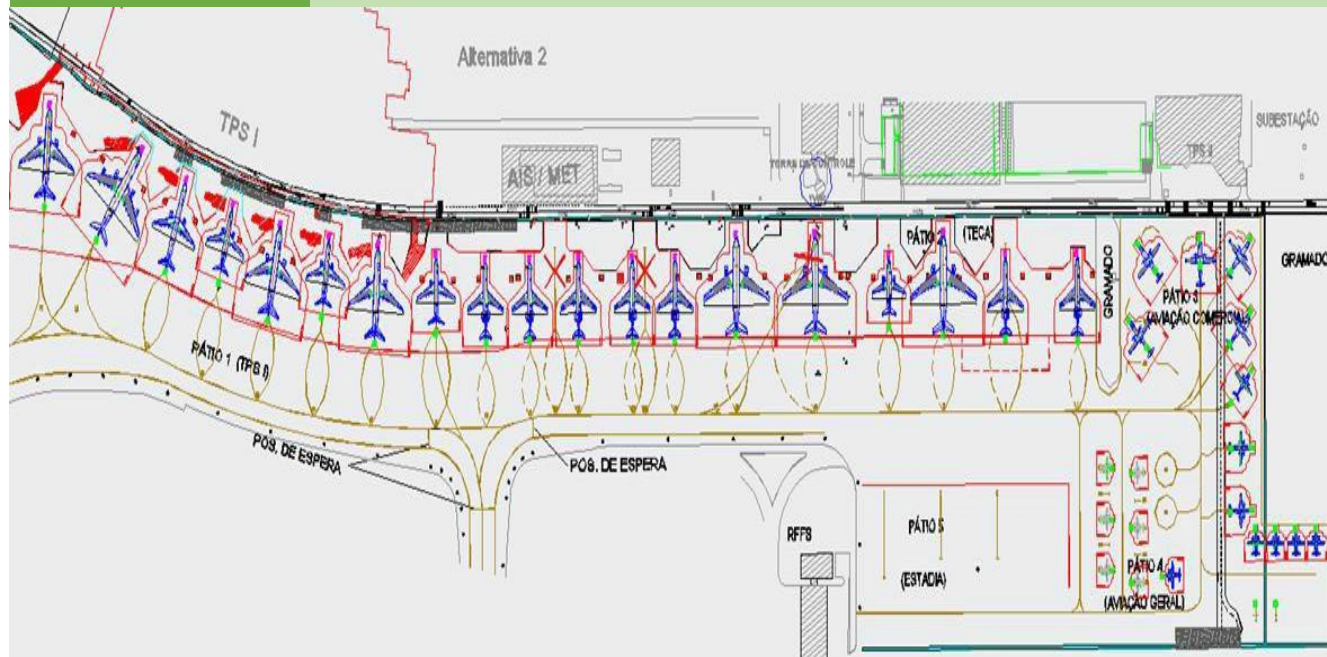 Alternativa 2
TPS I
AIS / MET
TORRE DE CONTROLE
TPS II
SUBESTAÇÃO
PÁTIO 2
(TECA)
GRAMADO
GRAMADO
PÁTIO 3
(AVIAÇÃO COMERCIAL)
PÁTIO 1 (TPS I)
POS. DE ESPERA
POS. DE ESPERA
RFFS
PÁTIO 5
(ESTADIA)
PÁTIO 4
(AVIAÇÃO GERAL)